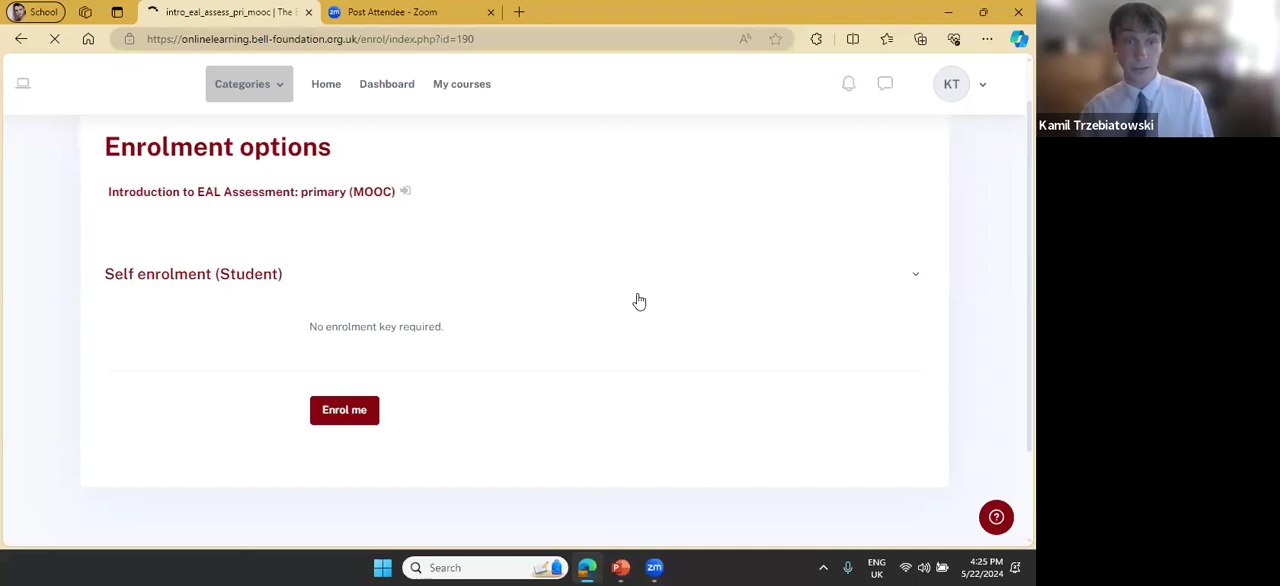 School
intro_eal_assess_pri_mooc | The
Post Attendee - Zoom
https://onlinelearning.bell-foundation.org.uk/enrol/index.php?id=190
Categories
Home
Dashboard
My courses
KT
Kamil Trzebiatowski
Enrolment options
Introduction to EAL Assessment: primary (MOOC)
Self enrolment (Student)
No enrolment key required.
Enrol me
Search
ENG
UK
4:25 PM
5/22/2024